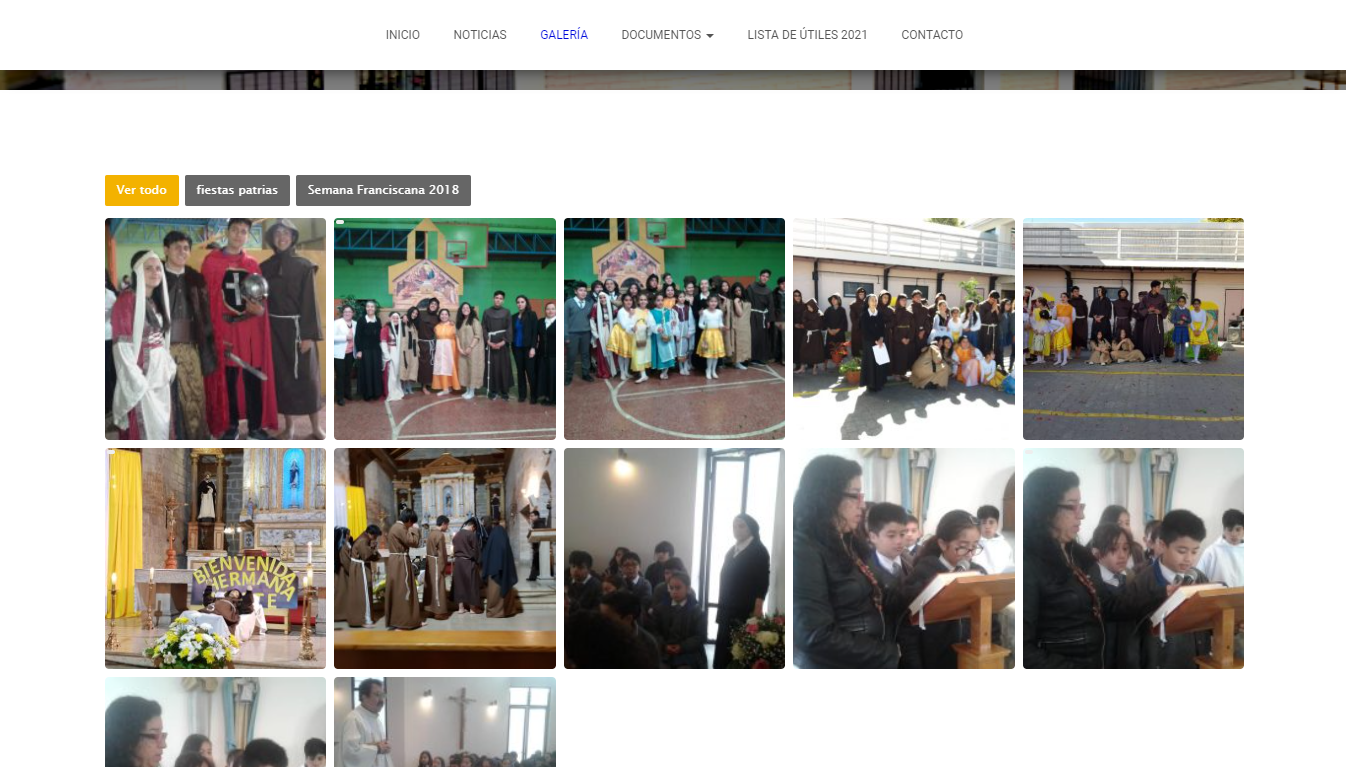 INICIO NOTICIAS GALERÍA DOCUMENTOS LISTA DE ÚTILES 2021 CONTACTO
Ver todo fiestas patrias Semana Franciscana 2018
BIENVENIDA
HERMANA